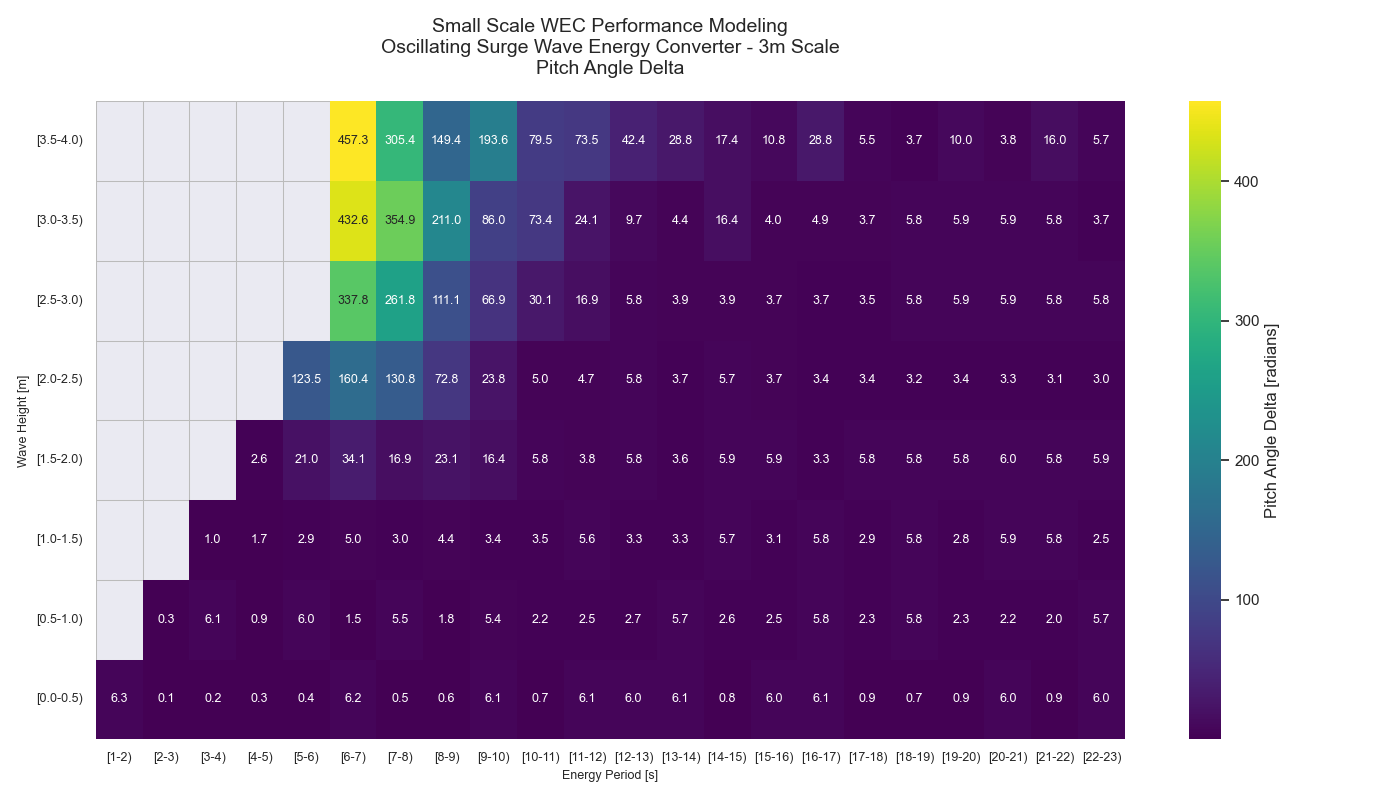 Small Scale WEC Performance Modeling
Oscillating Surge Wave Energy Converter - 3m Scale
Pitch Angle Delta
[3.5-4.0) 457.3 305.4 149.4 193.6 79.5 73.5 42.4 28.8 17.4 10.8 28.8 5.5 3.7 10.0 3.8 16.0 5.7
[3.0-3.5) 432.6 354.9 211.0 86.0 73.4 24.1 9.7 4.4 16.4 4.0 4.9 3.7 5.8 5.9 5.9 5.8 3.7
[2.5-3.0) 337.8 261.8 111.1 66.9 30.1 16.9 5.8 3.9 3.9 3.7 3.7 3.5 5.8 5.9 5.9 5.8 5.8
[2.0-2.5) 123.5 160.4 130.8 72.8 23.8 5.0 4.7 5.8 3.7 5.7 3.7 3.4 3.4 3.2 3.4 3.3 3.1 3.0
[1.5-2.0) 2.6 21.0 34.1 16.9 23.1 16.4 5.8 3.8 5.8 3.6 5.9 5.9 3.3 5.8 5.8 5.8 6.0 5.8 5.9
[1.0-1.5) 1.0 1.7 2.9 5.0 3.0 4.4 3.4 3.5 5.6 3.3 3.3 5.7 3.1 5.8 2.9 5.8 2.8 5.9 5.8 2.5
[0.5-1.0) 0.3 6.1 0.9 6.0 1.5 5.5 1.8 5.4 2.2 2.5 2.7 5.7 2.6 2.5 5.8 2.3 5.8 2.3 2.2 2.0 5.7
[0.0-0.5) 6.3 0.1 0.2 0.3 0.4 6.2 0.5 0.6 6.1 0.7 6.1 6.0 6.1 0.8 6.0 6.1 0.9 0.7 0.9 6.0 0.9 6.0
[1-2) [2-3) [3-4) [4-5) [5-6) [6-7) [7-8) [8-9) [9-10) [10-11) [11-12) [12-13) [13-14) [14-15) [15-16) [16-17) [17-18) [18-19) [19-20) [20-21) [21-22) [22-23)
Energy Period [s]
Wave Height [m]
400
300
200
100
Pitch Angle Delta [radians]